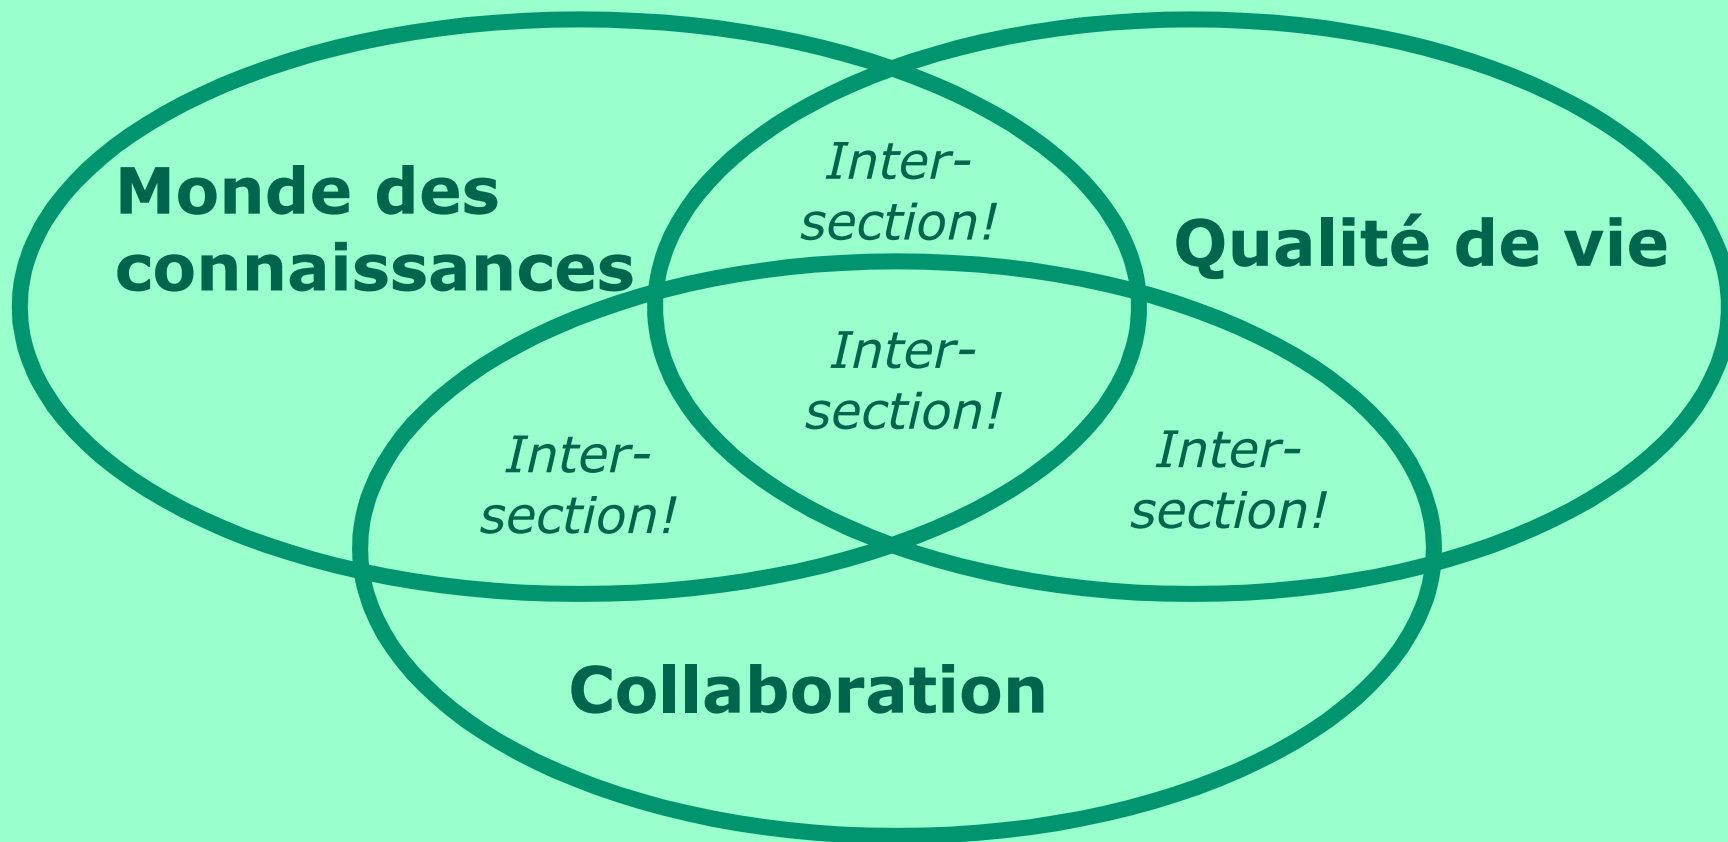 Monde des
connaissances
Inter-
section!
Qualité de vie
Inter-
section!
Inter-
section!
Inter-
section!
Collaboration